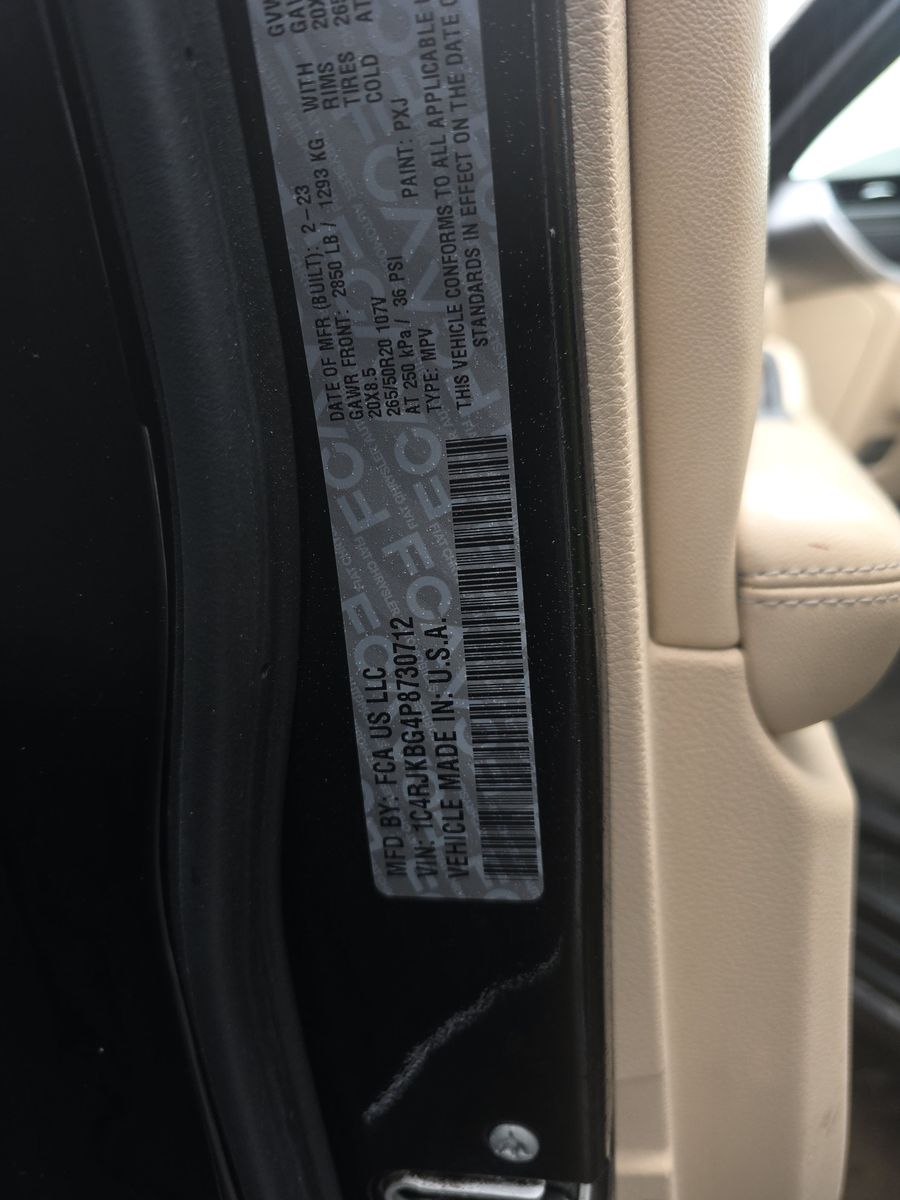 MFD BY: FCA US LLC
VIN: 1C4RJKBG4P8730712
VEHICLE MADE IN: U.S.A.
DATE OF MFR (BUILT): 2-23
GAWR FRONT: 2850 LB / 1293 KG WITH
20X8.5 RIMS
265/50R20 107V TIRES
AT 250 kPa / 36 PSI COLD
TYPE: MPV PAINT: PXJ
THIS VEHICLE CONFORMS TO ALL APPLICABLE
STANDARDS IN EFFECT ON THE DATE